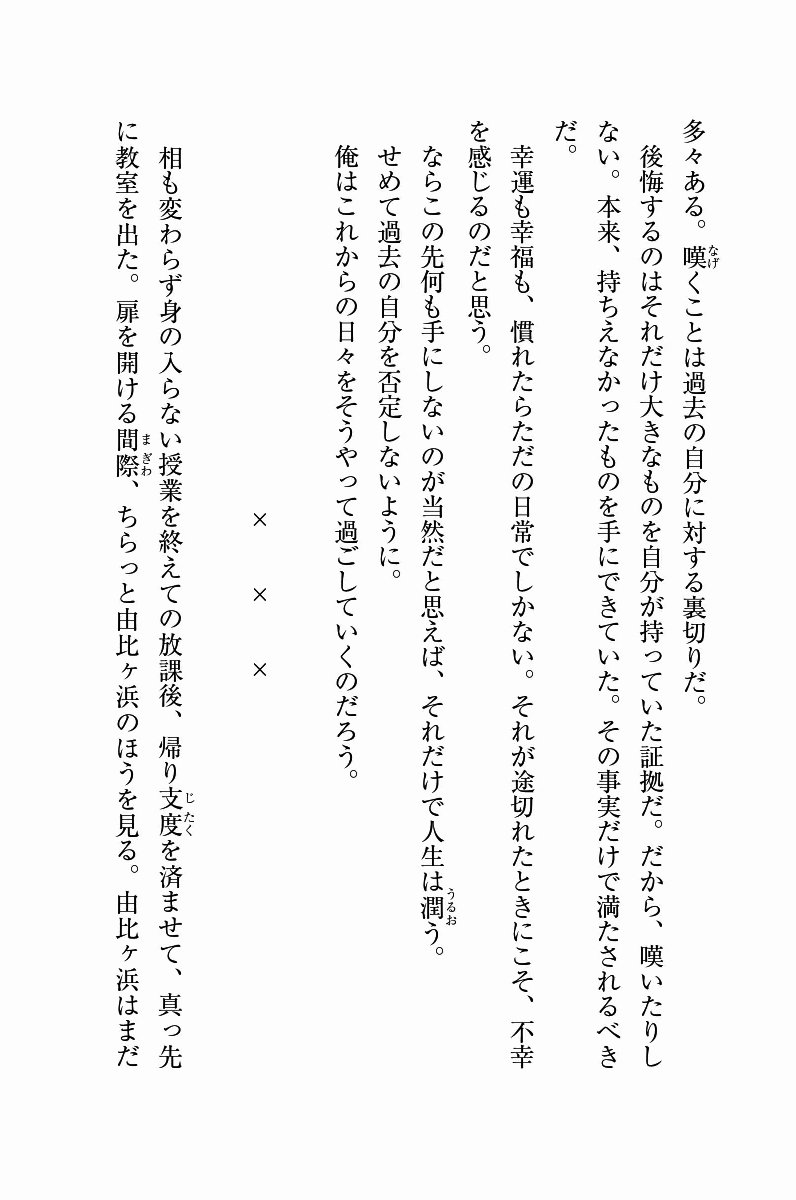 多々ある。嘆くことは過去の自分に対する裏切りだ。
後悔するのはそれだけ大きなものを自分が持っていた証拠だ。だから、嘆いたりし
ない。本来、持ちえなかったものを手にできていた。その事実だけで満たされるべき
だ。
幸運も幸福も、慣れたらただの日常でしかない。それが途切れたときにこそ、不幸
を感じるのだと思う。
ならこの先何も手にしないのが当然だと思えば、それだけで人生は潤う。
せめて過去の自分を否定しないように。
俺はこれからの日々をそうやって過ごしていくのだろう。
× × ×
相も変わらず身の入らない授業を終えての放課後、帰り支度を済ませて、真っ先
に教室を出た。扉を開ける間際、ちらっと由比ヶ浜のほうを見る。由比ヶ浜はまだ